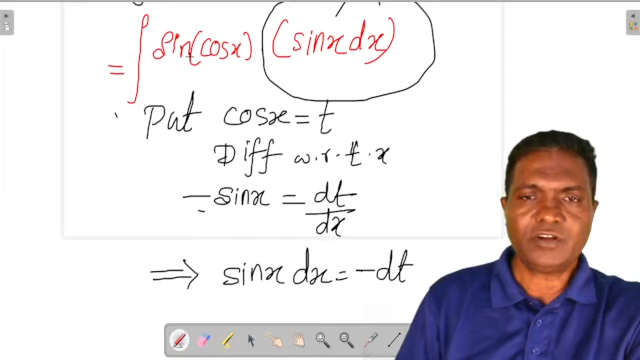 = ∫ sin(cosx) (sinx dx)
Put cosx = t
Diff w.r.t. x
- sinx = dt/dx
⇒ sinx dx = -dt